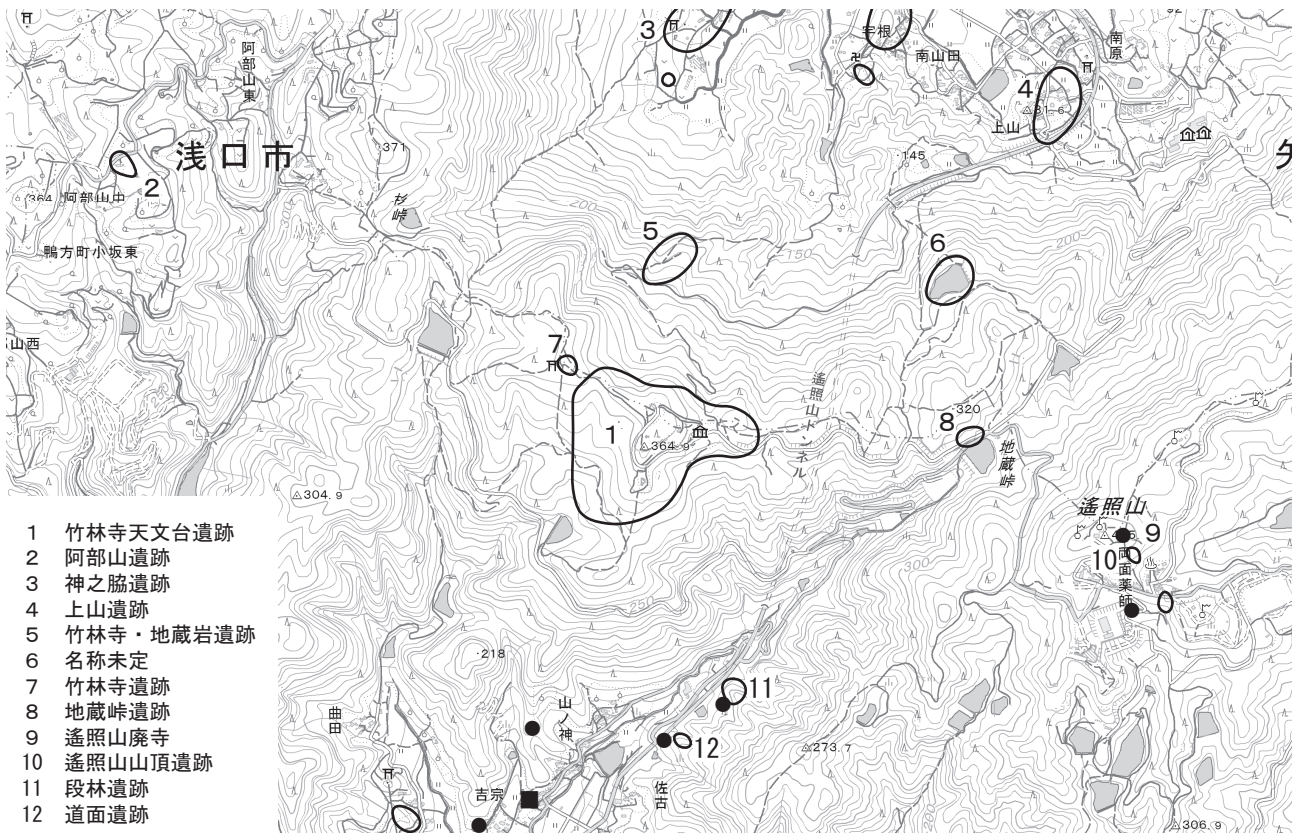 3
宇根
南山田
南原
阿部山東
4
△31.6
上山
浅口市
・371
・145
2
364
阿部山中
杉峠
200
150
200
5
6
鴨方町小坂東
山西
7
遙照山トンネル
1
△364.9
8
・320
地蔵峠
△304.9
遙照山
9
10
両面薬師
300
250
・218
山ノ神
11
曲田
12
△273.7
佐古
吉宗
200
△306.9
1 竹林寺天文台遺跡
2 阿部山遺跡
3 神之脇遺跡
4 上山遺跡
5 竹林寺・地蔵岩遺跡
6 名称未定
7 竹林寺遺跡
8 地蔵峠遺跡
9 遙照山廃寺
10 遙照山山頂遺跡
11 段林遺跡
12 道面遺跡